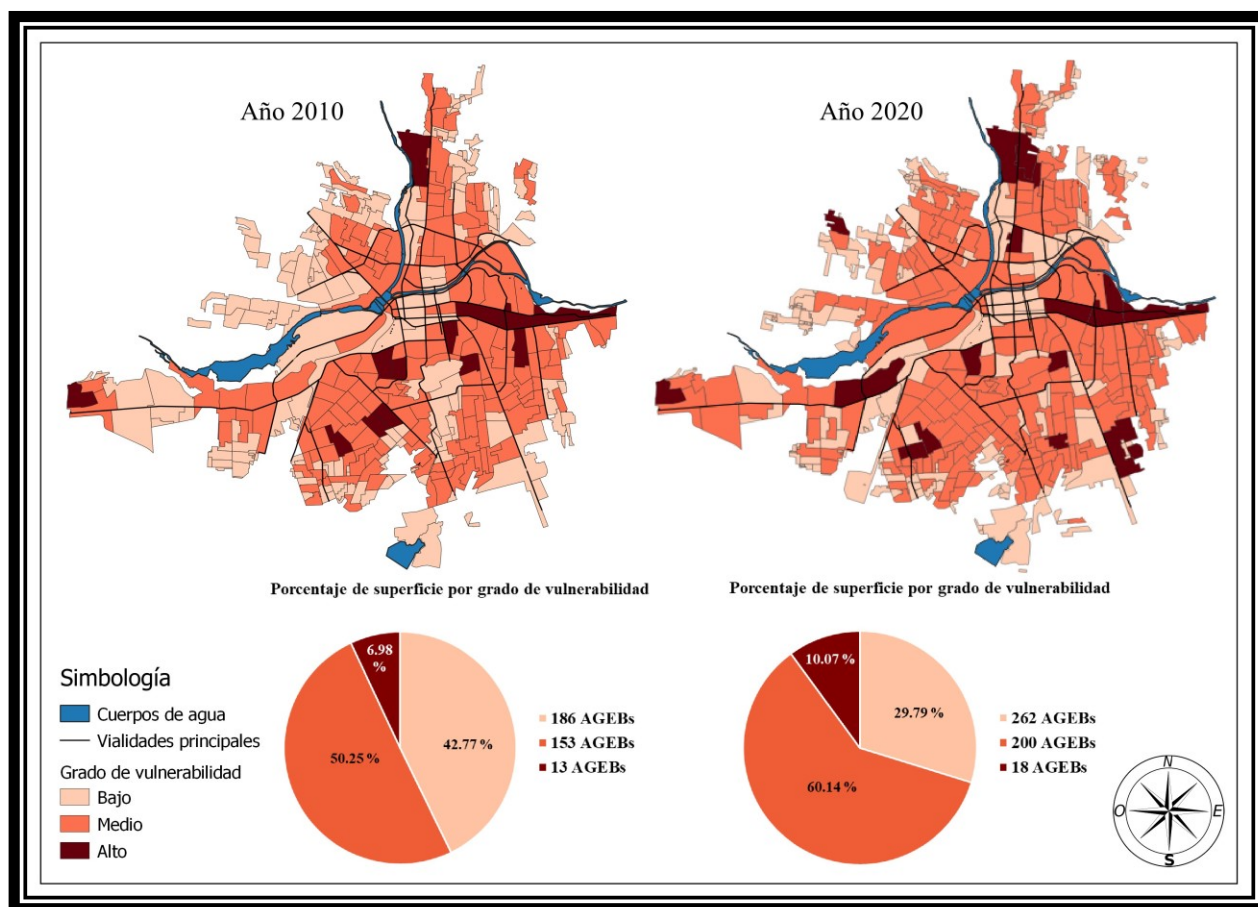 Año 2010
Año 2020
Porcentaje de superficie por grado de vulnerabilidad
Porcentaje de superficie por grado de vulnerabilidad
6.98
%
50.25 %
42.77 %
186 AGEBs
153 AGEBs
13 AGEBs
10.07 %
29.79 %
60.14 %
262 AGEBs
200 AGEBs
18 AGEBs
Simbología
Cuerpos de agua
Vialidades principales
Grado de vulnerabilidad
Bajo
Medio
Alto
N
O
E
S